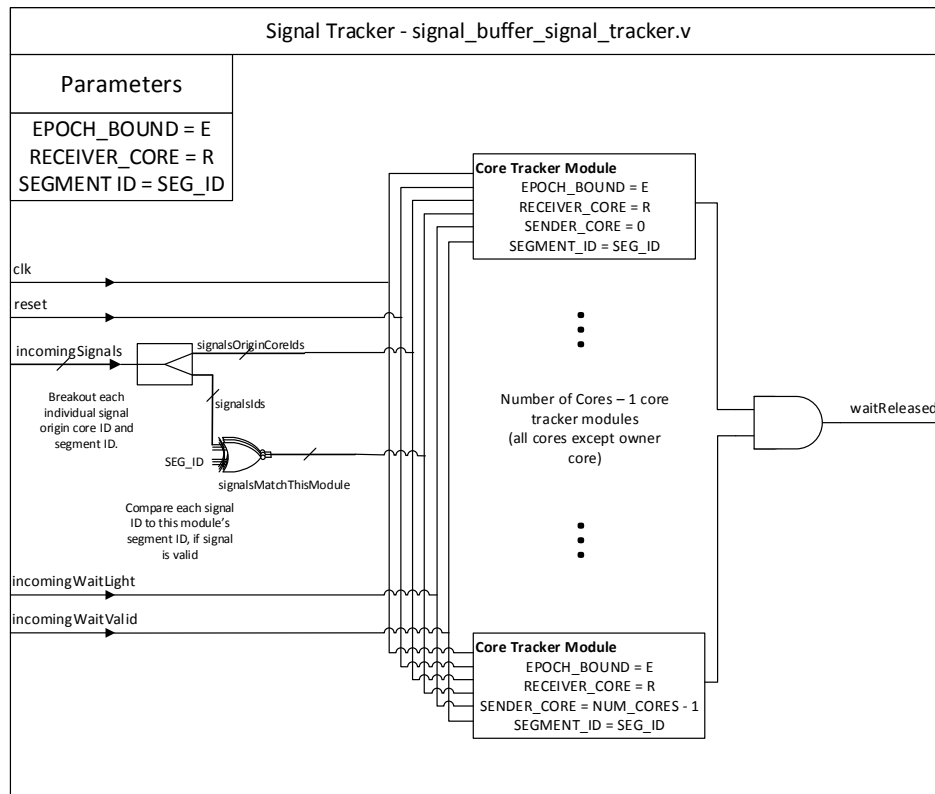 Signal Tracker - signal_buffer_signal_tracker.v
Parameters
EPOCH_BOUND = E
RECEIVER_CORE = R
SEGMENT ID = SEG_ID
Core Tracker Module
EPOCH_BOUND = E
RECEIVER_CORE = R
SENDER_CORE = 0
SEGMENT_ID = SEG_ID
clk
reset
incomingSignals
signalsOriginCoreIds
Breakout each
individual signal
origin core ID and
segment ID.
signalsIds
SEG_ID
signalsMatchThisModule
Compare each signal
ID to this module's
segment ID, if signal
is valid
Number of Cores – 1 core
tracker modules
(all cores except owner
core)
waitReleased
incomingWaitLight
incomingWaitValid
Core Tracker Module
EPOCH_BOUND = E
RECEIVER_CORE = R
SENDER_CORE = NUM_CORES - 1
SEGMENT_ID = SEG_ID